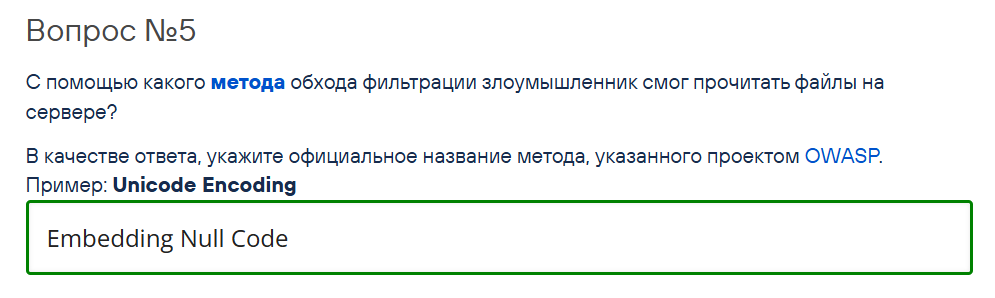 Вопрос №5
С помощью какого метода обхода фильтрации злоумышленник смог прочитать файлы на
сервере?
В качестве ответа, укажите официальное название метода, указанного проектом OWASP.
Пример: Unicode Encoding
Embedding Null Code